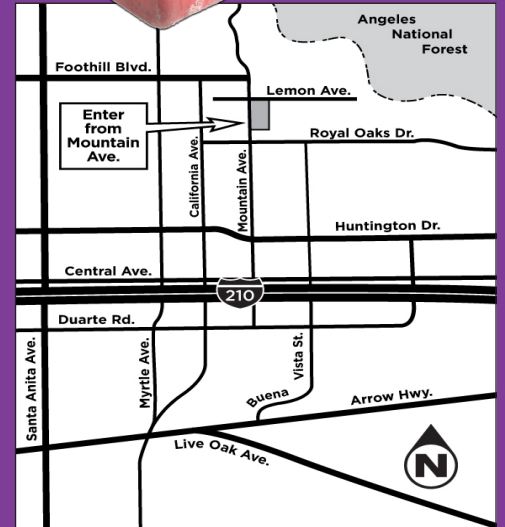 Angeles
National
Forest
Foothill Blvd.
Lemon Ave.
Enter
from
Mountain
Ave.
Royal Oaks Dr.
California Ave.
Mountain Ave.
Huntington Dr.
Central Ave.
210
Duarte Rd.
Santa Anita Ave.
Myrtle Ave.
Buena Vista St.
Arrow Hwy.
Live Oak Ave.
N